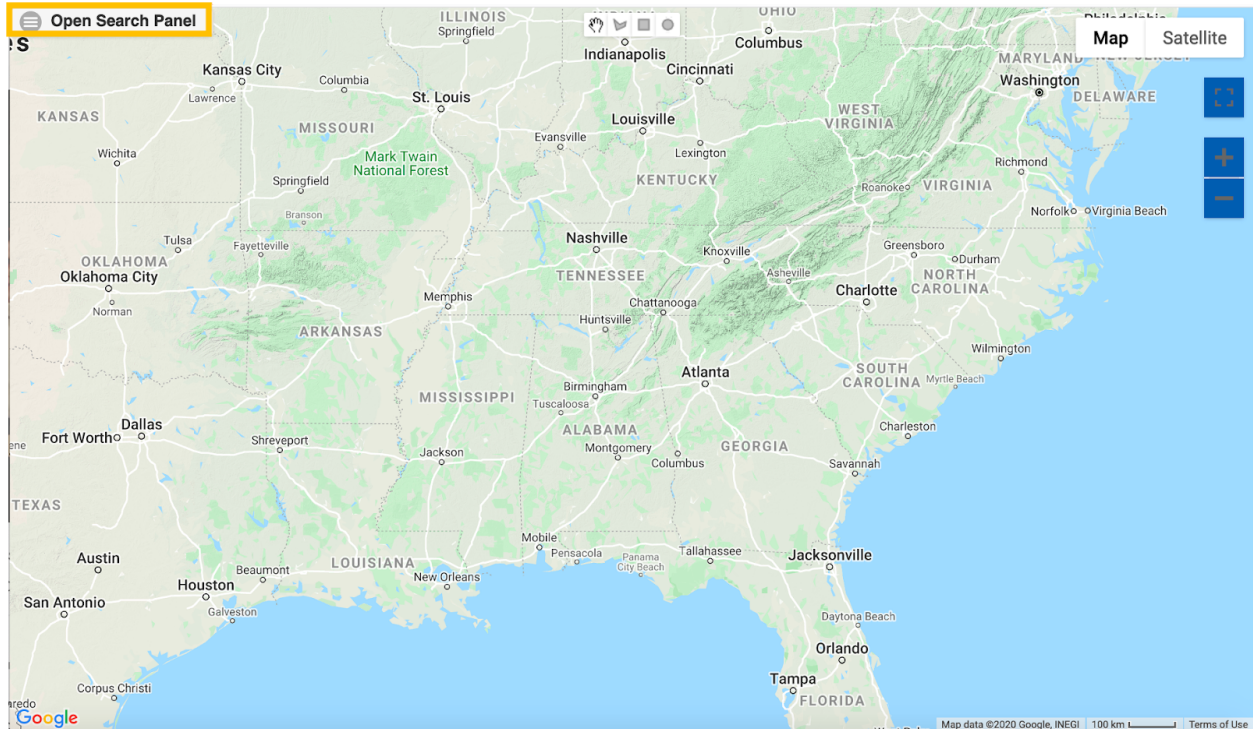 Open Search Panel
es
ILLINOIS
Springfield
Indianapolis
OHIO
Columbus
Philadelphia
Map
Satellite
MARYLAND
NEW JERSEY
Kansas City
Columbia
Cincinnati
Washington
Lawrence
St. Louis
DELAWARE
KANSAS
MISSOURI
Louisville
WEST
VIRGINIA
Evansville
Wichita
Mark Twain
National Forest
Lexington
Richmond
Springfield
KENTUCKY
Roanoke
VIRGINIA
Branson
Norfolk
Virginia Beach
Tulsa
Fayetteville
Nashville
Knoxville
Greensboro
OKLAHOMA
Durham
Oklahoma City
TENNESSEE
Asheville
NORTH
CAROLINA
Memphis
Chattanooga
Charlotte
Norman
Huntsville
ARKANSAS
Wilmington
Atlanta
SOUTH
CAROLINA
Myrtle Beach
Birmingham
MISSISSIPPI
Tuscaloosa
Dallas
Fort Worth
ALABAMA
Charleston
ene
Shreveport
Jackson
Montgomery
GEORGIA
Columbus
Savannah
TEXAS
Mobile
Pensacola
Panama
City Beach
Tallahassee
Jacksonville
Austin
LOUISIANA
Beaumont
New Orleans
Houston
San Antonio
Galveston
Daytona Beach
Orlando
Tampa
Corpus Christi
FLORIDA
aredo
Google
Map data ©2020 Google, INEGI
100 km
Terms of Use